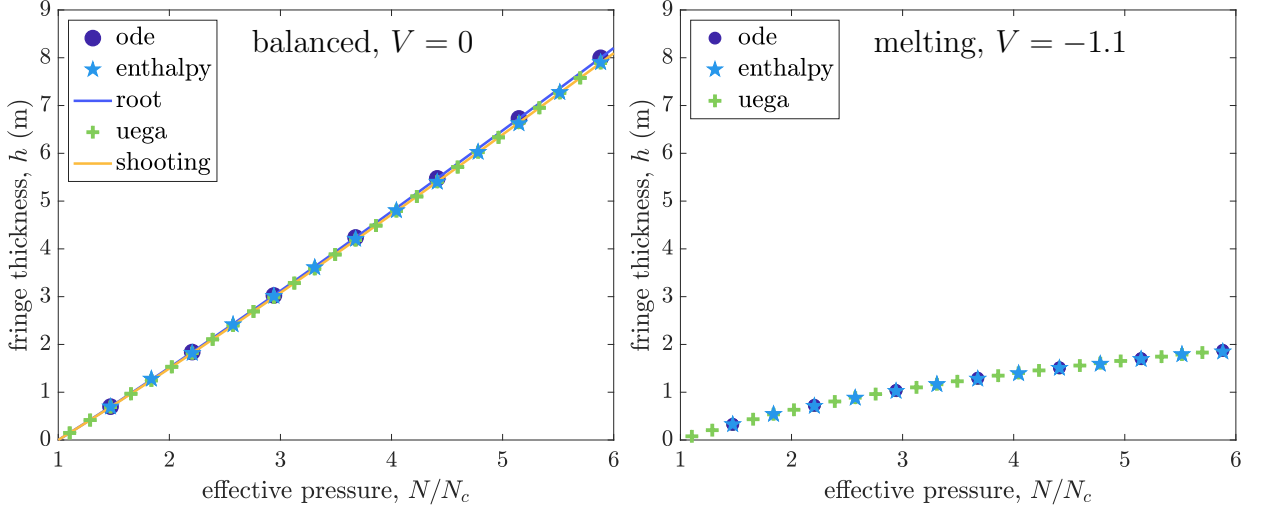 balanced, V = 0
ode
enthalpy
root
uega
shooting
9
8
7
6
5
4
3
2
1
0
fringe thickness, h (m)
1 2 3 4 5 6
effective pressure, N/N_c
melting, V = −1.1
ode
enthalpy
uega
9
8
7
6
5
4
3
2
1
0
fringe thickness, h (m)
1 2 3 4 5 6
effective pressure, N/N_c